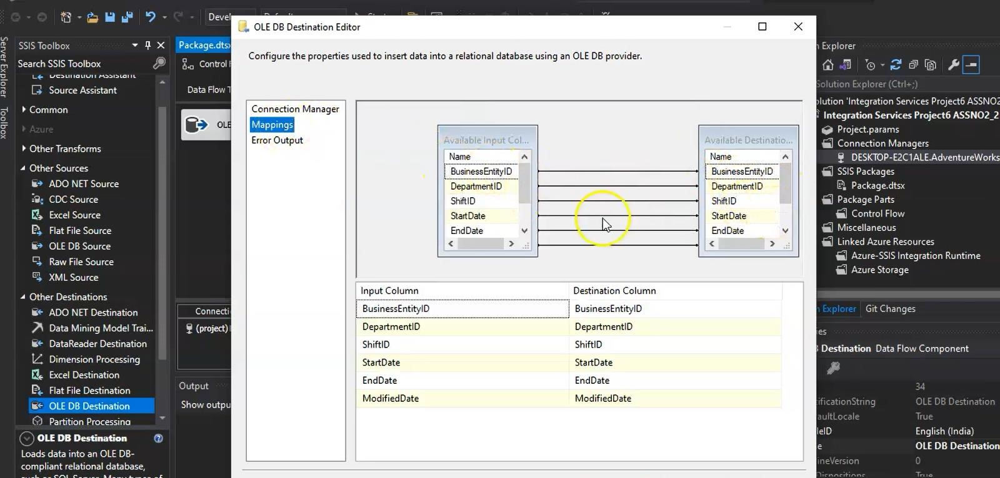 Develo
Server Explorer
Toolbox
SSIS Toolbox
Search SSIS Toolbox
Destination Assistant
Source Assistant
Common
Azure
Other Transforms
Other Sources
ADO NET Source
CDC Source
Excel Source
Flat File Source
OLE DB Source
Raw File Source
XML Source
Other Destinations
ADO NET Destination
Data Mining Model Trai...
DataReader Destination
Dimension Processing
Excel Destination
Flat File Destination
OLE DB Destination
Partition Processing
OLE DB Destination
Loads data into an OLE DB-
compliant relational database,
such as SQL Server. Many types of
Package.dtsx
Control F
Data Flow T
OLE
Connecti
(project)
Output
Show outpu
OLE DB Destination Editor
Configure the properties used to insert data into a relational database using an OLE DB provider.
Connection Manager
Mappings
Error Output
Available Input Col...
Name
BusinessEntityID
DepartmentID
ShiftID
StartDate
EndDate
Available Destinatio...
Name
BusinessEntityID
DepartmentID
ShiftID
StartDate
EndDate
Input Column Destination Column
BusinessEntityID BusinessEntityID
DepartmentID DepartmentID
ShiftID ShiftID
StartDate StartDate
EndDate EndDate
ModifiedDate ModifiedDate
n Explorer
Solution Explorer (Ctrl+;)
olution 'Integration Services Project6 ASSNO2
Integration Services Project6 ASSNO2_2
Project.params
Connection Managers
DESKTOP-E2C1ALE.AdventureWorks
SSIS Packages
Package.dtsx
Package Parts
Control Flow
Miscellaneous
Linked Azure Resources
Azure-SSIS Integration Runtime
Azure Storage
n Explorer Git Changes
es
B Destination Data Flow Component
34
tificationString OLE DB Destination
aultLocale True
leID English (India)
e OLE DB Destination
ineVersion 0
Dispositions True